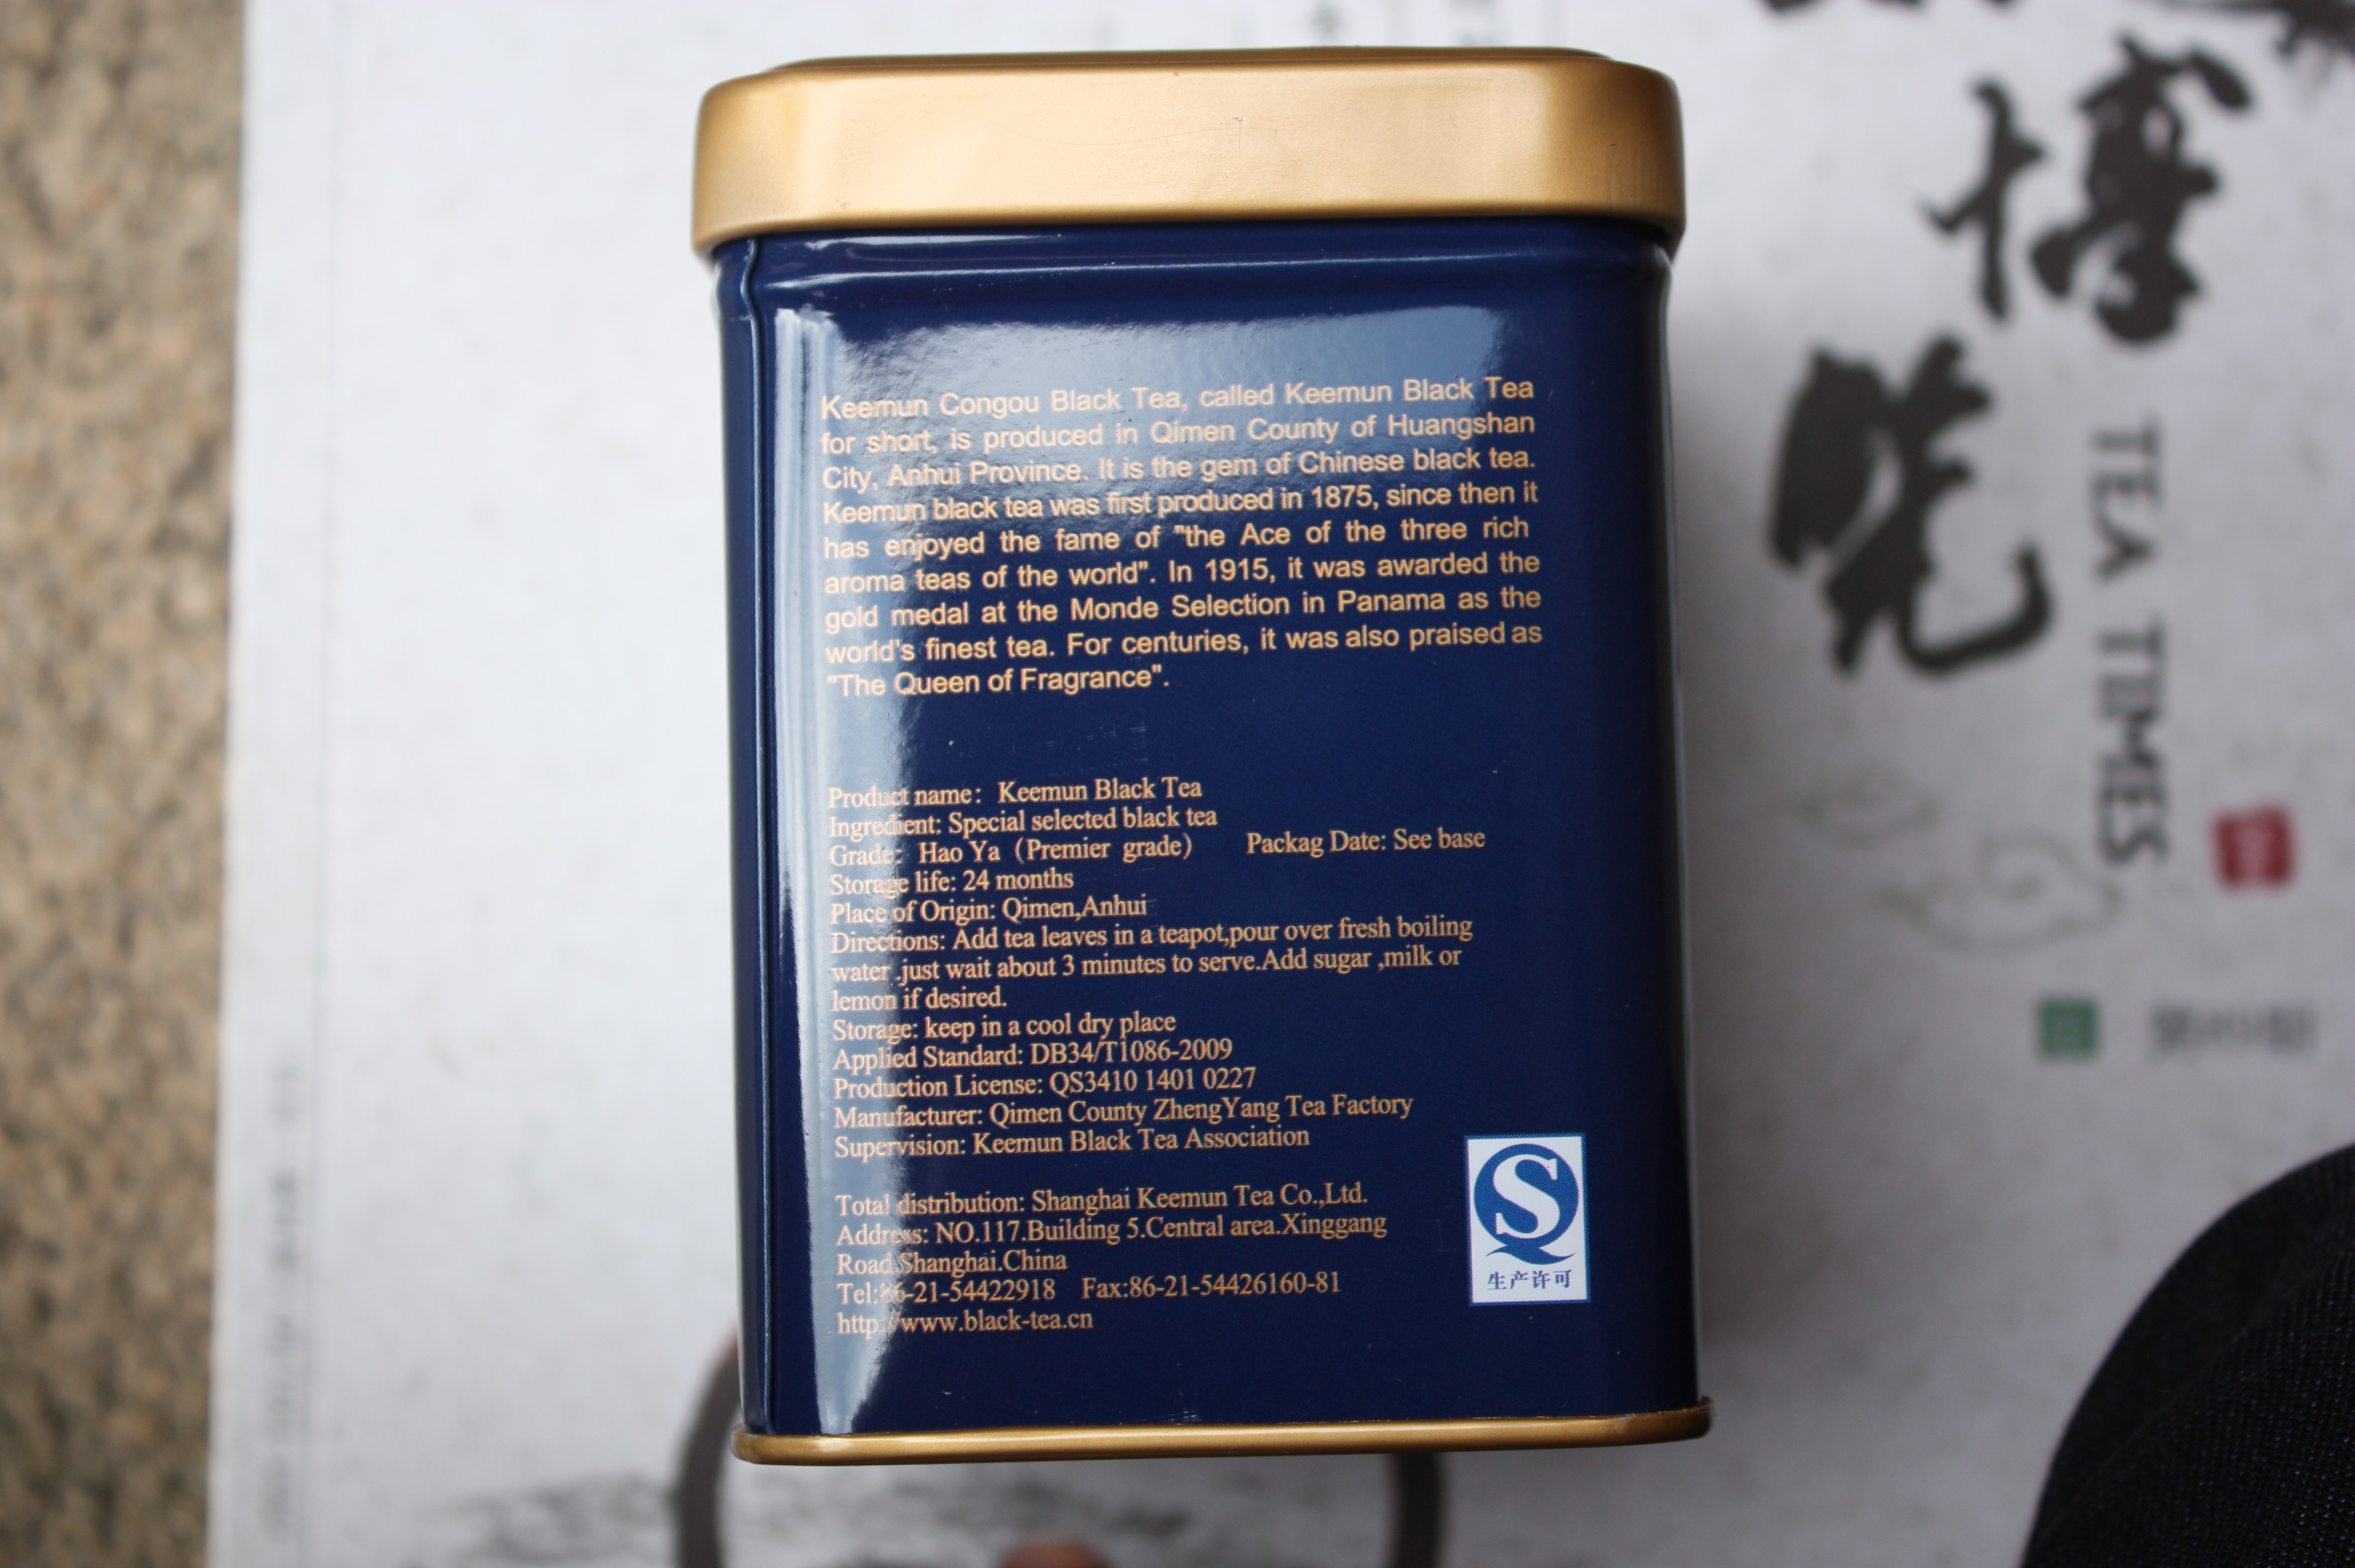 Keemun Congou Black Tea, called Keemun Black Tea
for short, is produced in Qimen County of Huangshan
City. Anhui Province. It is the gem of Chinese black tea.
Keemun black tea was first produced in 1875, since then it
has enjoyed the fame of "the Ace of the three rich
aroma teas of the world". In 1915, it was awarded the
gold medal at the Monde Selection in Panama as the
world's finest tea. For centuries, it was also praised as
"The Queen of Fragrance".
Product name: Keemun Black Tea
Ingredient: Special selected black tea
Grade: Hao Ya (Premier grade) Packag Date: See base
Storage life: 24 months
Place of Origin: Qimen,Anhui
Directions: Add tea leaves in a teapot,pour over fresh boiling
water .just wait about 3 minutes to serve.Add sugar ,milk or
lemon if desired.
Storage: keep in a cool dry place
Applied Standard: DB34/T1086-2009
Production License: QS3410 1401 0227
Manufacturer: Qimen County ZhengYang Tea Factory
Supervision: Keemun Black Tea Association
Total distribution: Shanghai Keemun Tea Co.,Ltd.
Address: NO.117.Building 5.Central area.Xinggang
Road.Shanghai.China
Tel:86-21-54422918 Fax:86-21-54426160-81
http://www.black-tea.cn
QS
生产许可
TEA TIMES
吃